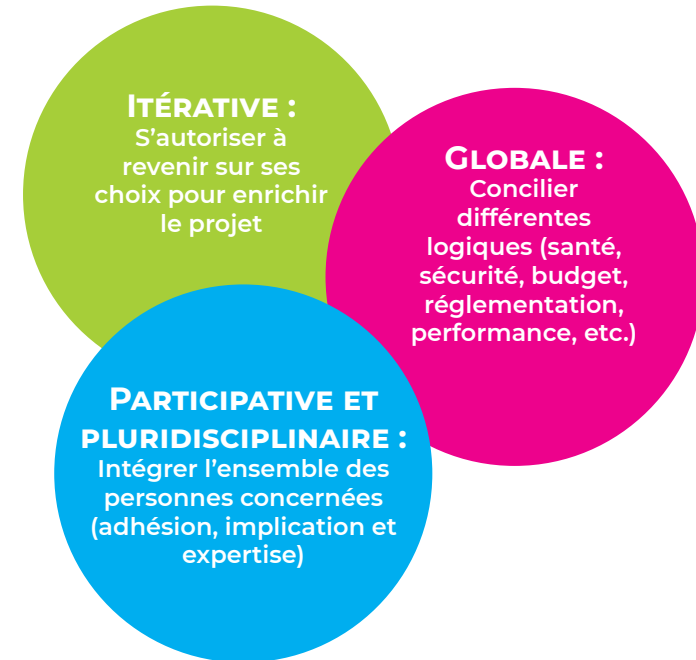 Itérative :
S’autoriser à
revenir sur ses
choix pour enrichir
le projet
Globale :
Concilier
différentes
logiques (santé,
sécurité, budget,
réglementation,
performance, etc.)
Participative et
pluridisciplinaire :
Intégrer l’ensemble des
personnes concernées
(adhésion, implication et
expertise)